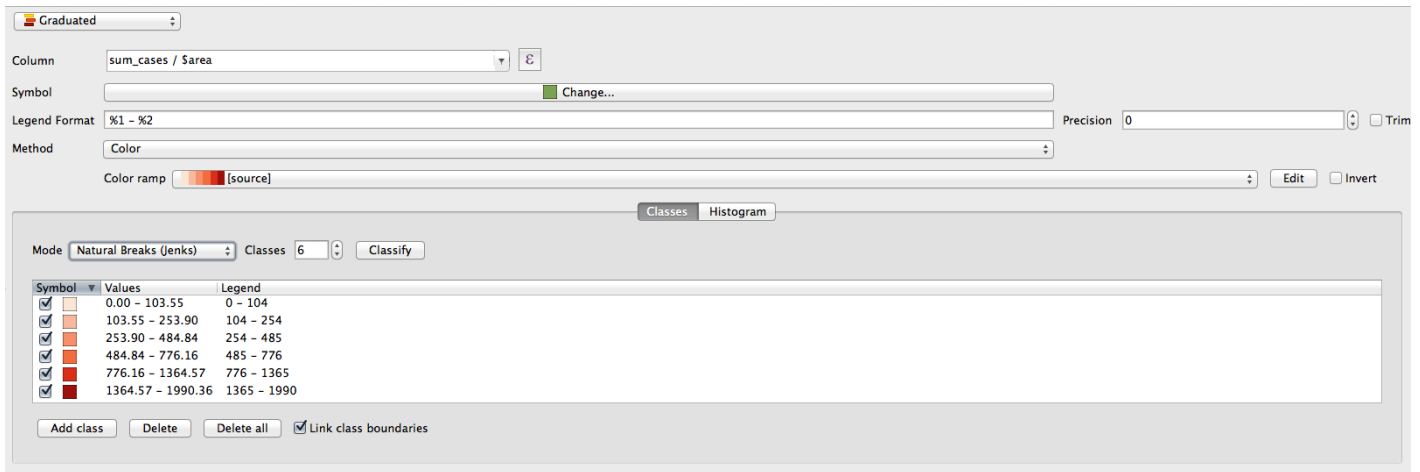 Graduated
Column sum_cases / $area ε
Symbol Change...
Legend Format %1 - %2 Precision 0 Trim
Method Color
Color ramp [source] Edit Invert
Classes Histogram
Mode Natural Breaks (Jenks) Classes 6 Classify
Symbol Values Legend
0.00 - 103.55 0 - 104
103.55 - 253.90 104 - 254
253.90 - 484.84 254 - 485
484.84 - 776.16 485 - 776
776.16 - 1364.57 776 - 1365
1364.57 - 1990.36 1365 - 1990
Add class Delete Delete all Link class boundaries